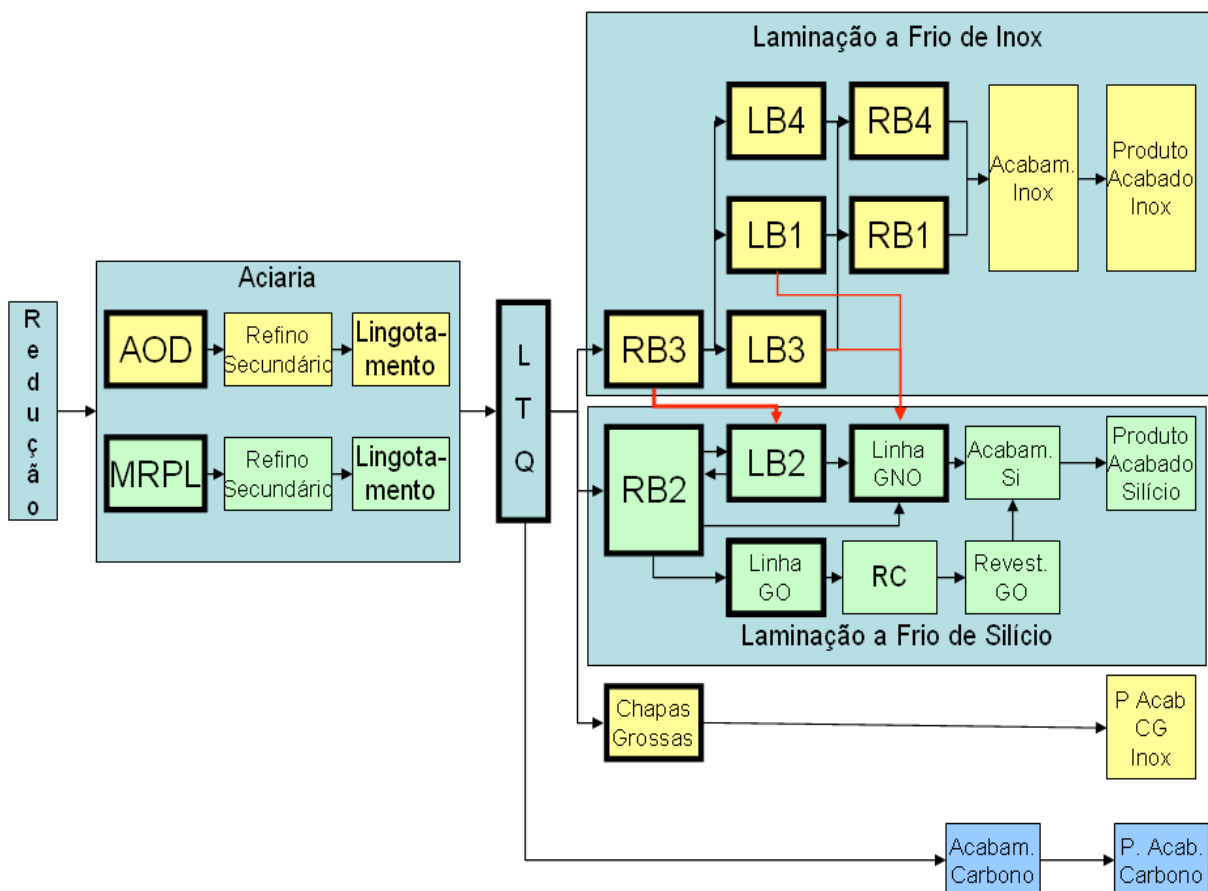 Laminação a Frio de Inox
LB4
RB4
Acabam.
Inox
Produto
Acabado
Inox
LB1
RB1
RB3
LB3
Redução
Aciaria
AOD
Refino
Secundário
Lingota-
mento
MRPL
Refino
Secundário
Lingota-
mento
L
T
Q
RB2
LB2
Linha
GNO
Acabam.
Si
Produto
Acabado
Silício
Linha
GO
RC
Revest.
GO
Laminação a Frio de Silício
Chapas
Grossas
P Acab
CG
Inox
Acabam.
Carbono
P. Acab.
Carbono